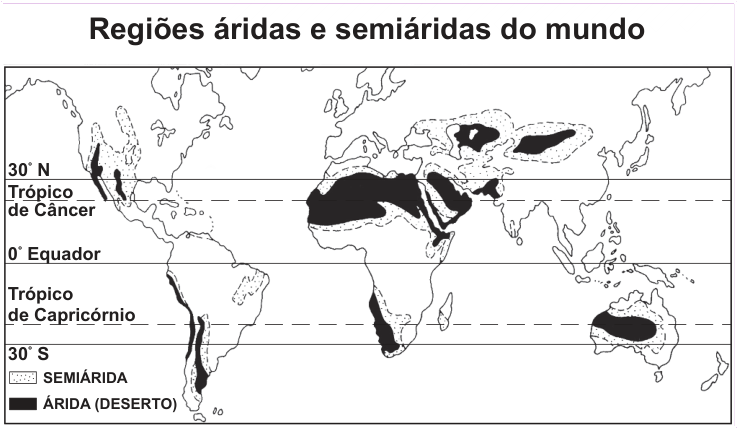 Regiões áridas e semiáridas do mundo
30° N
Trópico
de Câncer
0° Equador
Trópico
de Capricórnio
30° S
SEMIÁRIDA
ÁRIDA (DESERTO)